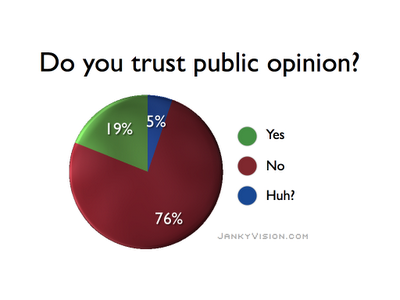 Do you trust public opinion?
5%
19%
76%
Yes
No
Huh?
JankyVision.com